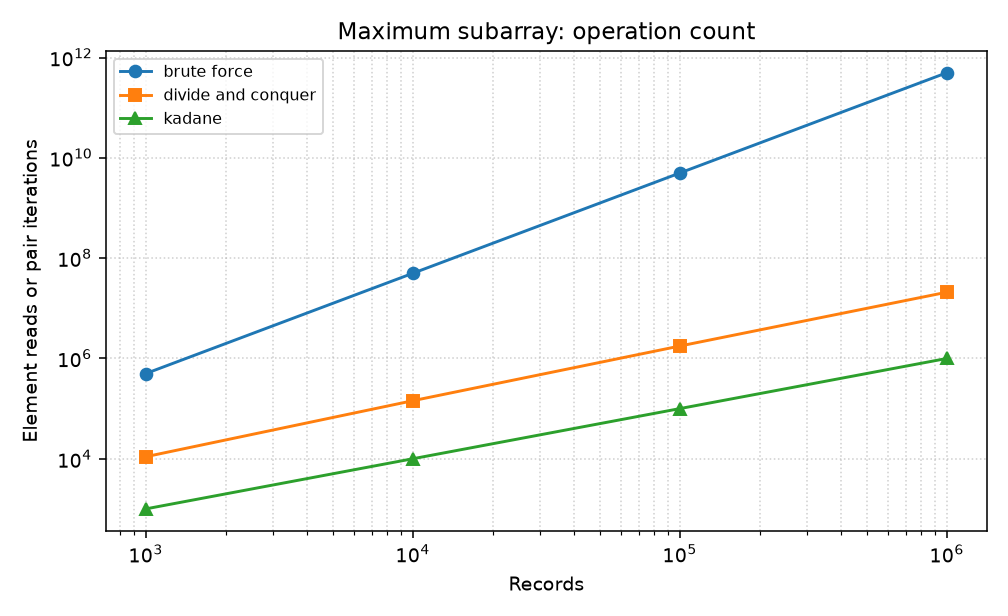 Maximum subarray: operation count
brute force
divide and conquer
kadane
Element reads or pair iterations
10¹²
10¹⁰
10⁸
10⁶
10⁴
10³ 10⁴ 10⁵ 10⁶
Records